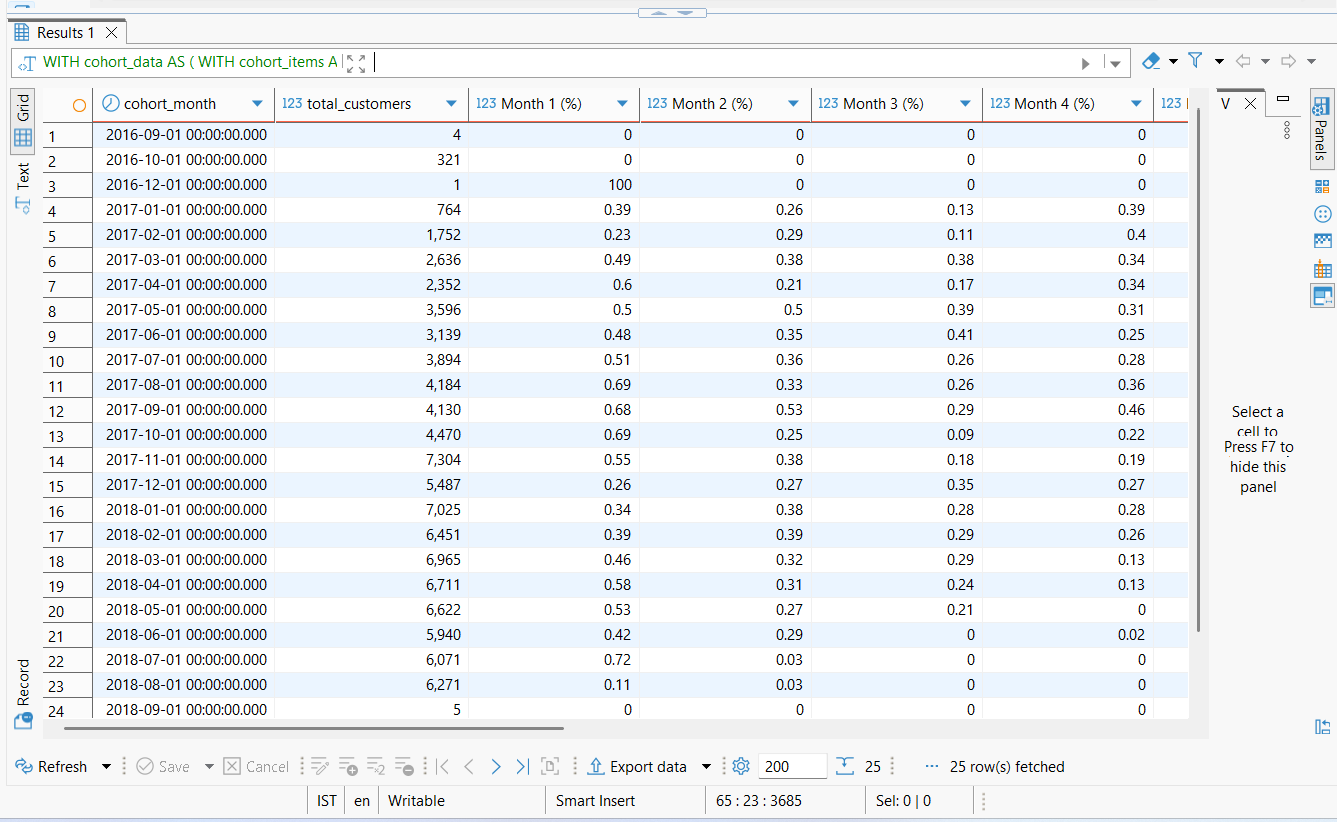 Results 1
WITH cohort_data AS ( WITH cohort_items A
Grid
Text
Record
cohort_month 123 total_customers 123 Month 1 (%) 123 Month 2 (%) 123 Month 3 (%) 123 Month 4 (%) 123
1 2016-09-01 00:00:00.000 4 0 0 0 0
2 2016-10-01 00:00:00.000 321 0 0 0 0
3 2016-12-01 00:00:00.000 1 100 0 0 0
4 2017-01-01 00:00:00.000 764 0.39 0.26 0.13 0.39
5 2017-02-01 00:00:00.000 1,752 0.23 0.29 0.11 0.4
6 2017-03-01 00:00:00.000 2,636 0.49 0.38 0.38 0.34
7 2017-04-01 00:00:00.000 2,352 0.6 0.21 0.17 0.34
8 2017-05-01 00:00:00.000 3,596 0.5 0.5 0.39 0.31
9 2017-06-01 00:00:00.000 3,139 0.48 0.35 0.41 0.25
10 2017-07-01 00:00:00.000 3,894 0.51 0.36 0.26 0.28
11 2017-08-01 00:00:00.000 4,184 0.69 0.33 0.26 0.36
12 2017-09-01 00:00:00.000 4,130 0.68 0.53 0.29 0.46
13 2017-10-01 00:00:00.000 4,470 0.69 0.25 0.09 0.22
14 2017-11-01 00:00:00.000 7,304 0.55 0.38 0.18 0.19
15 2017-12-01 00:00:00.000 5,487 0.26 0.27 0.35 0.27
16 2018-01-01 00:00:00.000 7,025 0.34 0.38 0.28 0.28
17 2018-02-01 00:00:00.000 6,451 0.39 0.39 0.29 0.26
18 2018-03-01 00:00:00.000 6,965 0.46 0.32 0.29 0.13
19 2018-04-01 00:00:00.000 6,711 0.58 0.31 0.24 0.13
20 2018-05-01 00:00:00.000 6,622 0.53 0.27 0.21 0
21 2018-06-01 00:00:00.000 5,940 0.42 0.29 0 0.02
22 2018-07-01 00:00:00.000 6,071 0.72 0.03 0 0
23 2018-08-01 00:00:00.000 6,271 0.11 0.03 0 0
24 2018-09-01 00:00:00.000 5 0 0 0 0
V
Panels
Select a
cell to
Press F7 to
hide this
panel
Refresh Save Cancel Export data 200 25 ··· 25 row(s) fetched
IST en Writable Smart Insert 65 : 23 : 3685 Sel: 0 | 0